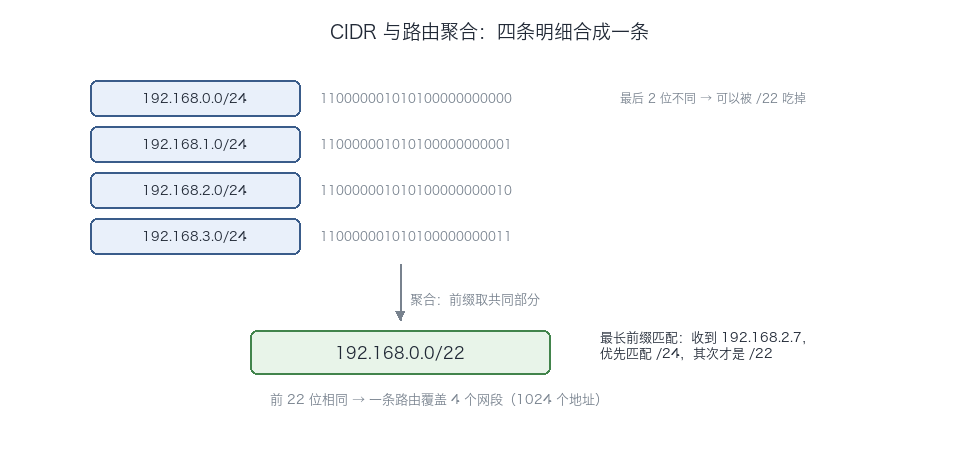 CIDR 与路由聚合：四条明细合成一条
192.168.0.0/24
110000001010100000000000
最后 2 位不同 → 可以被 /22 吃掉
192.168.1.0/24
110000001010100000000001
192.168.2.0/24
110000001010100000000010
192.168.3.0/24
110000001010100000000011
聚合：前缀取共同部分
192.168.0.0/22
最长前缀匹配：收到 192.168.2.7，
优先匹配 /24，其次才是 /22
前 22 位相同 → 一条路由覆盖 4 个网段（1024 个地址）